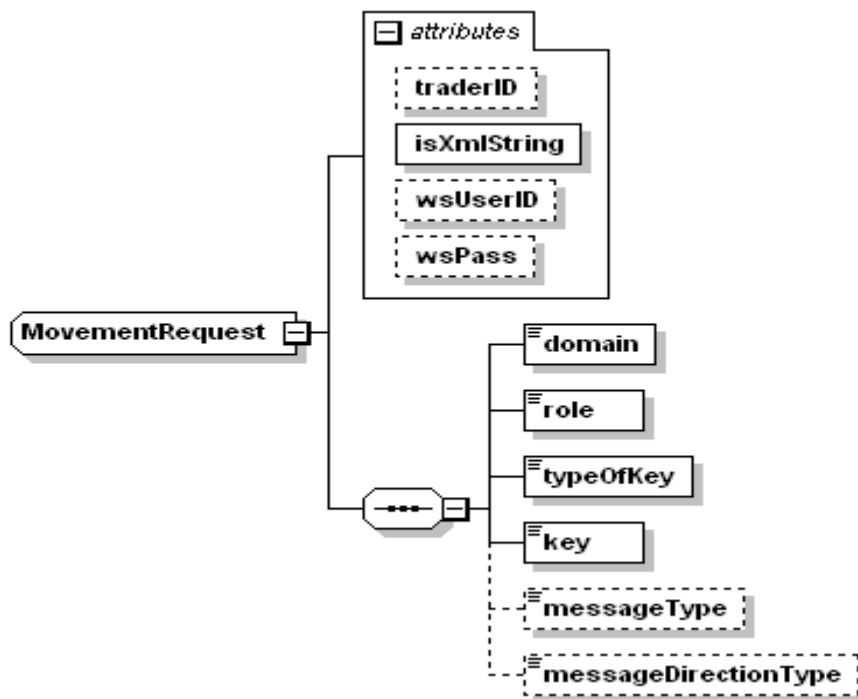 attributes
traderID
isXmlString
wsUserID
wsPass
MovementRequest
domain
role
typeOfKey
key
messageType
messageDirectionType